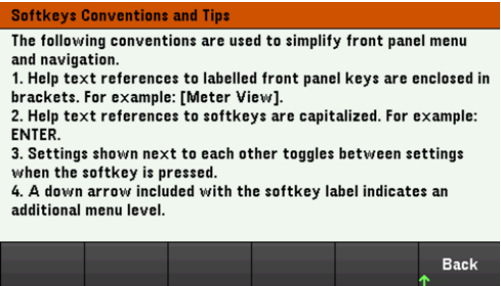 Softkeys Conventions and Tips
The following conventions are used to simplify front panel menu
and navigation.
1. Help text references to labelled front panel keys are enclosed in
brackets. For example: [Meter View].
2. Help text references to softkeys are capitalized. For example:
ENTER.
3. Settings shown next to each other toggles between settings
when the softkey is pressed.
4. A down arrow included with the softkey label indicates an
additional menu level.
Back